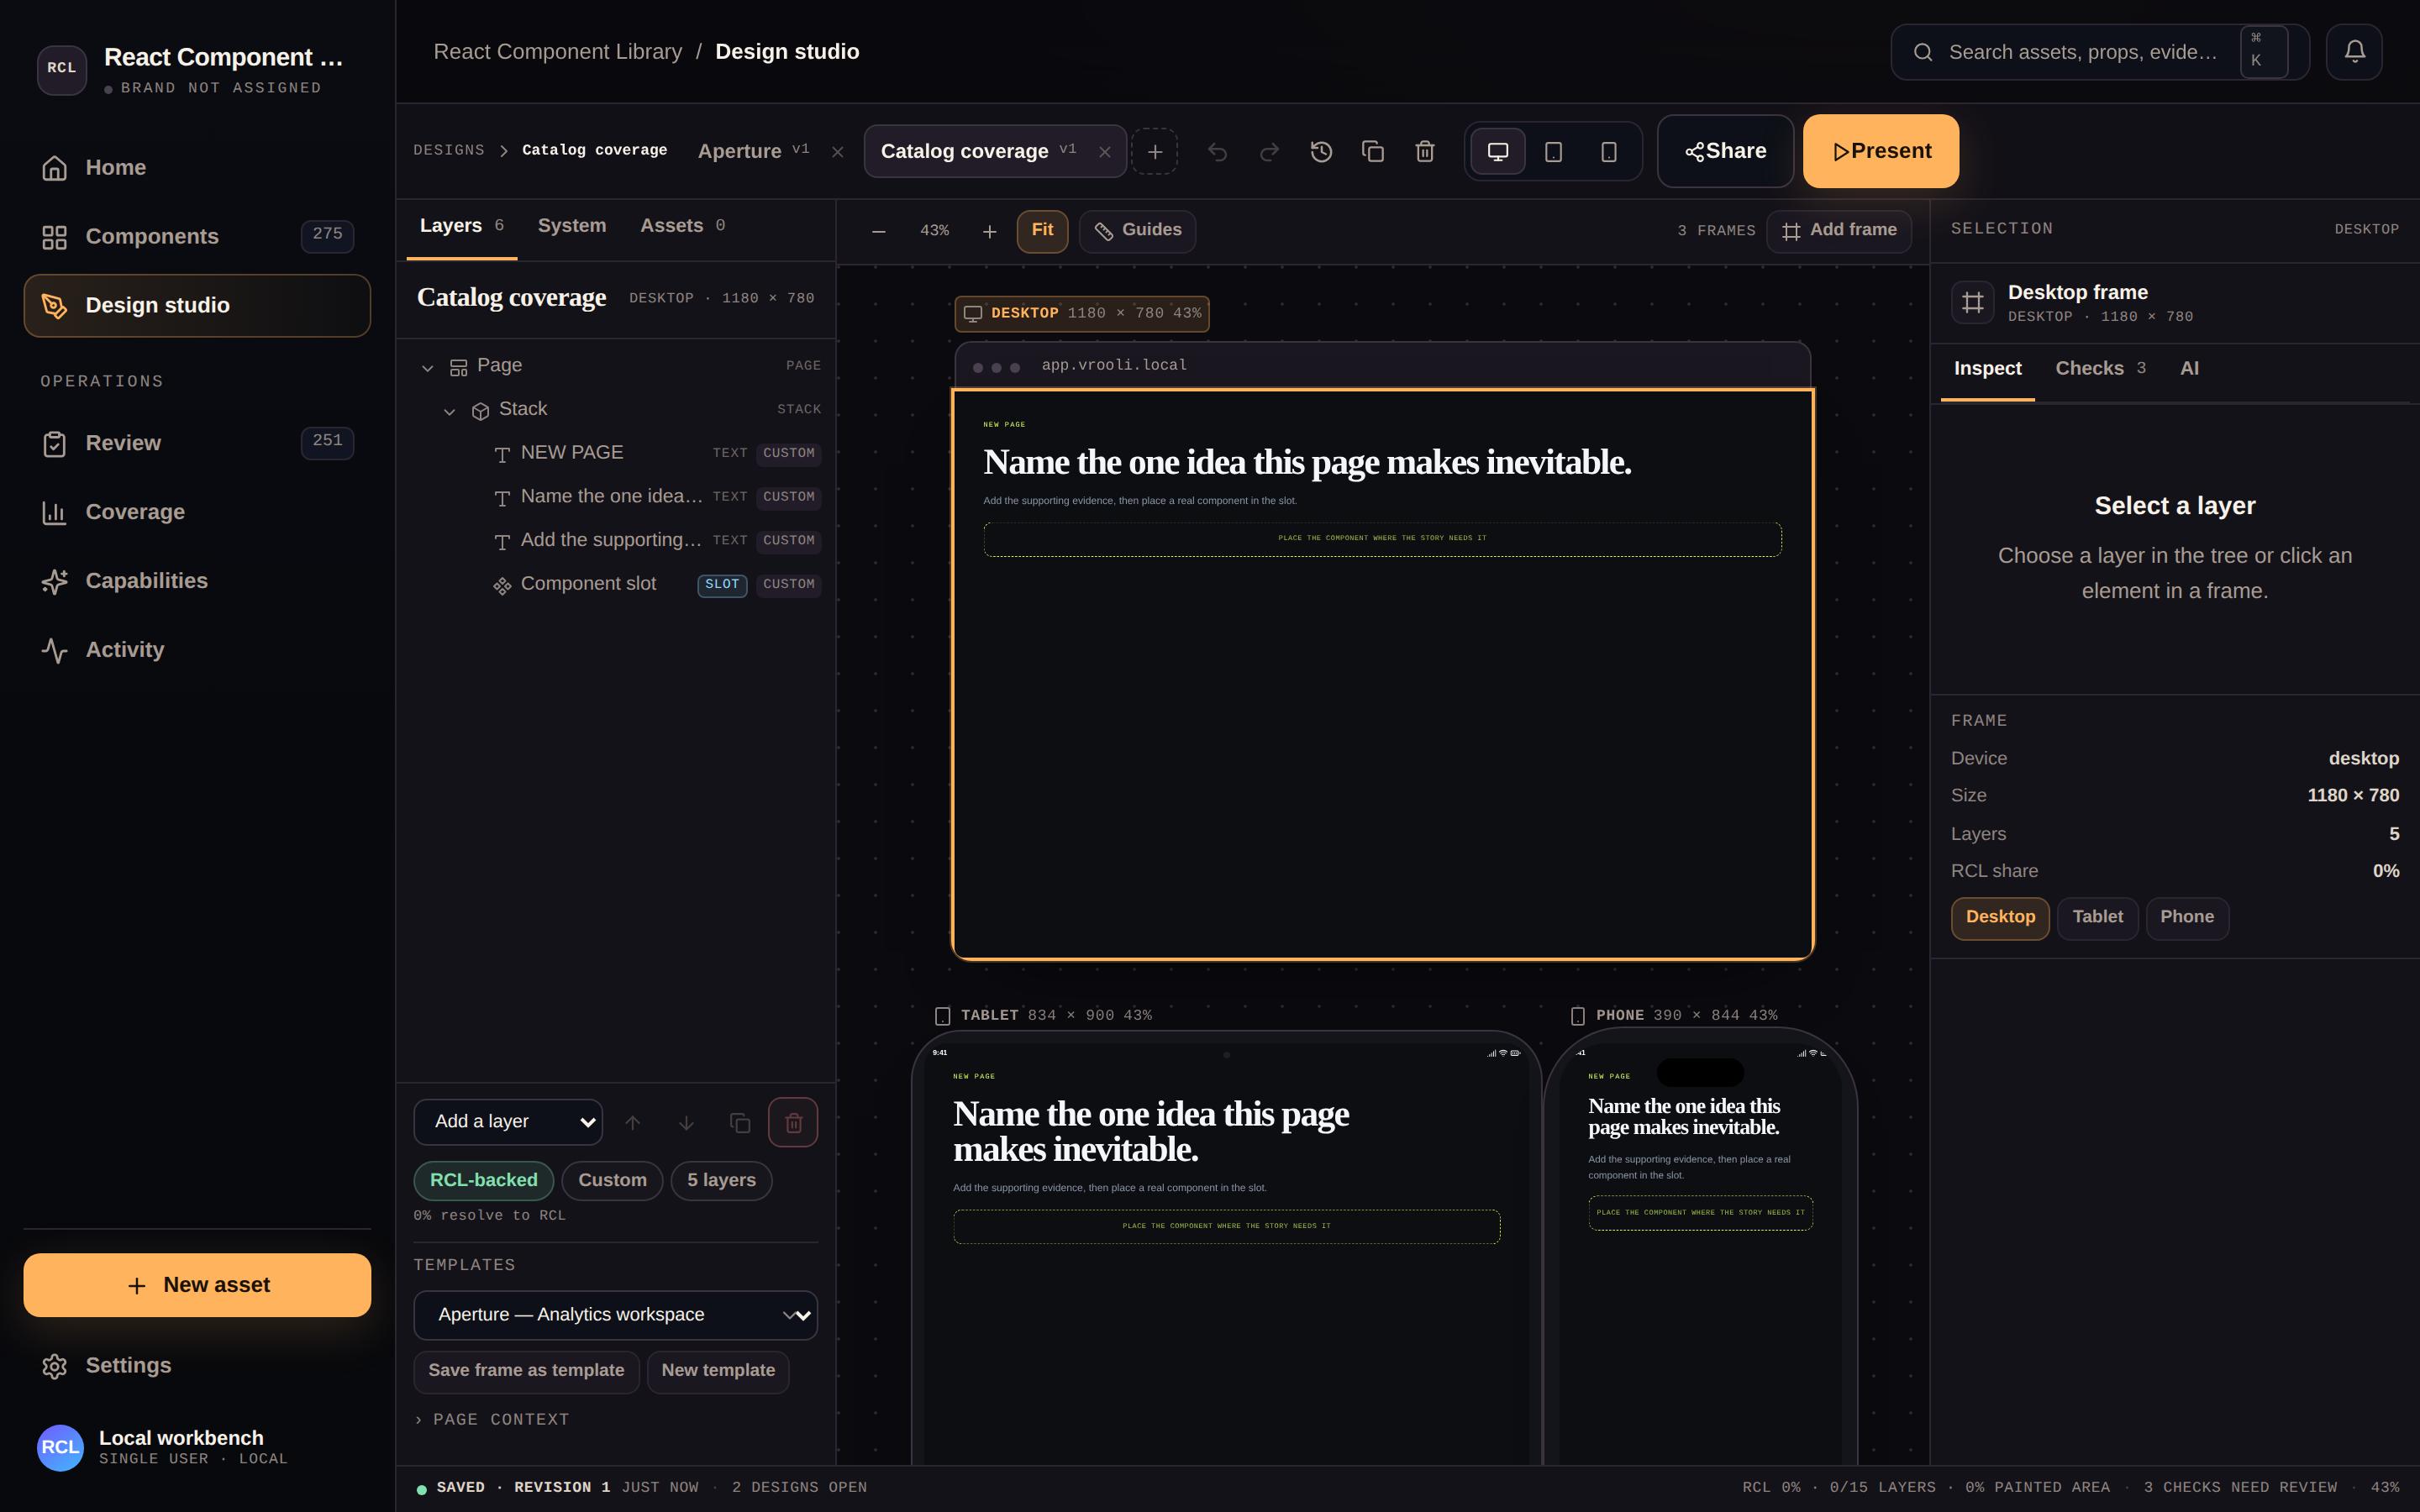 RCL
React Component …
BRAND NOT ASSIGNED
Home
Components 275
Design studio
OPERATIONS
Review 251
Coverage
Capabilities
Activity
New asset
Settings
RCL
Local workbench
SINGLE USER · LOCAL
React Component Library / Design studio
Search assets, props, evide… ⌘ K
DESIGNS Catalog coverage Aperture v1 Catalog coverage v1 Share Present
Layers 6 System Assets 0
Catalog coverage DESKTOP · 1180 × 780
Page PAGE
Stack STACK
NEW PAGE TEXT CUSTOM
Name the one idea… TEXT CUSTOM
Add the supporting… TEXT CUSTOM
Component slot SLOT CUSTOM
Add a layer
RCL-backed Custom 5 layers
0% resolve to RCL
TEMPLATES
Aperture — Analytics workspace
Save frame as template New template
› PAGE CONTEXT
43% Fit Guides 3 FRAMES Add frame
DESKTOP 1180 × 780 43%
app.vrooli.local
NEW PAGE
Name the one idea this page makes inevitable.
Add the supporting evidence, then place a real component in the slot.
PLACE THE COMPONENT WHERE THE STORY NEEDS IT
TABLET 834 × 900 43%
9:41
NEW PAGE
Name the one idea this page
makes inevitable.
Add the supporting evidence, then place a real component in the slot.
PLACE THE COMPONENT WHERE THE STORY NEEDS IT
PHONE 390 × 844 43%
:41
NEW PAGE
Name the one idea this
page makes inevitable.
Add the supporting evidence, then place a real
component in the slot.
PLACE THE COMPONENT WHERE THE STORY NEEDS IT
SELECTION DESKTOP
Desktop frame
DESKTOP · 1180 × 780
Inspect Checks 3 AI
Select a layer
Choose a layer in the tree or click an
element in a frame.
FRAME
Device desktop
Size 1180 × 780
Layers 5
RCL share 0%
Desktop Tablet Phone
SAVED · REVISION 1 JUST NOW · 2 DESIGNS OPEN
RCL 0% · 0/15 LAYERS · 0% PAINTED AREA · 3 CHECKS NEED REVIEW · 43%